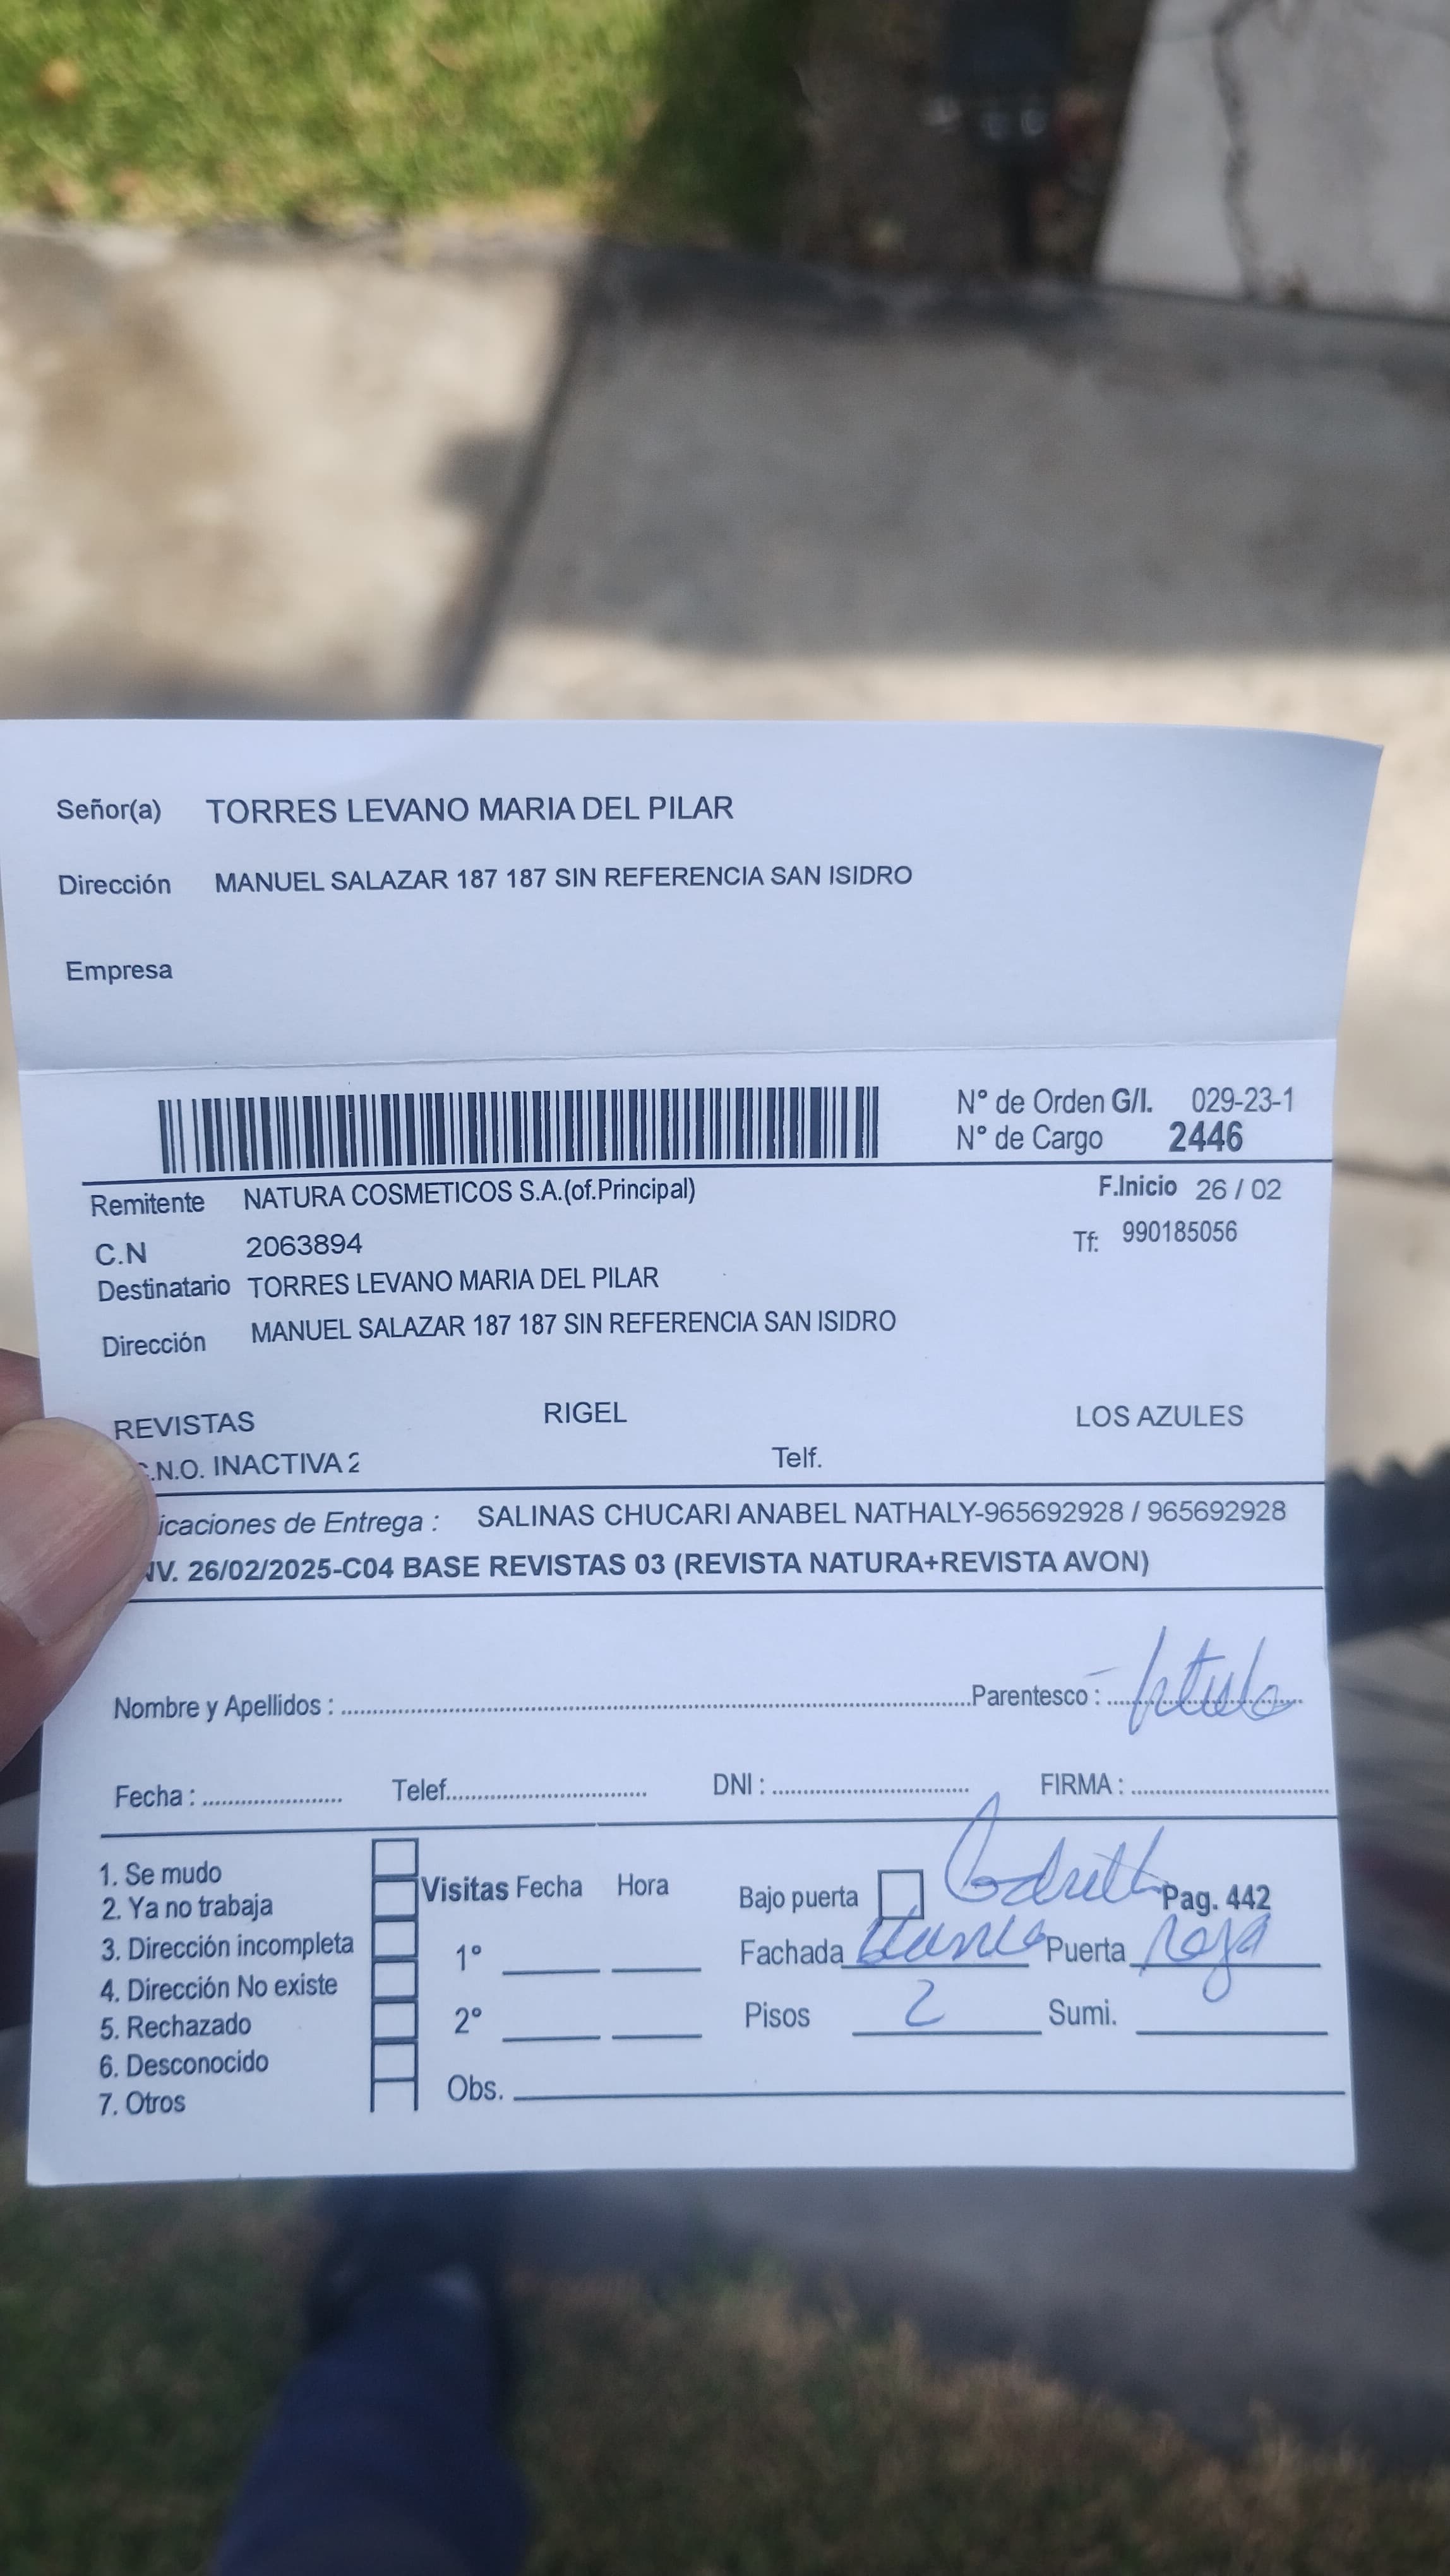 Señor(a) TORRES LEVANO MARIA DEL PILAR
Dirección MANUEL SALAZAR 187 187 SIN REFERENCIA SAN ISIDRO
Empresa
N° de Orden G/I. 029-23-1
N° de Cargo 2446
Remitente NATURA COSMETICOS S.A.(of.Principal) F.Inicio 26 / 02
C.N 2063894 Tf: 990185056
Destinatario TORRES LEVANO MARIA DEL PILAR
Dirección MANUEL SALAZAR 187 187 SIN REFERENCIA SAN ISIDRO
REVISTAS RIGEL LOS AZULES
.N.O. INACTIVA 2 Telf.
icaciones de Entrega : SALINAS CHUCARI ANABEL NATHALY-965692928 / 965692928
NV. 26/02/2025-C04 BASE REVISTAS 03 (REVISTA NATURA+REVISTA AVON)
Nombre y Apellidos : Parentesco :
Fecha : Telef. DNI : FIRMA :
1. Se mudo
2. Ya no trabaja
3. Dirección incompleta
4. Dirección No existe
5. Rechazado
6. Desconocido
7. Otros
Visitas Fecha Hora
1°
2°
Obs.
Bajo puerta Pag. 442
Fachada blanco Puerta roja
Pisos 2 Sumi.